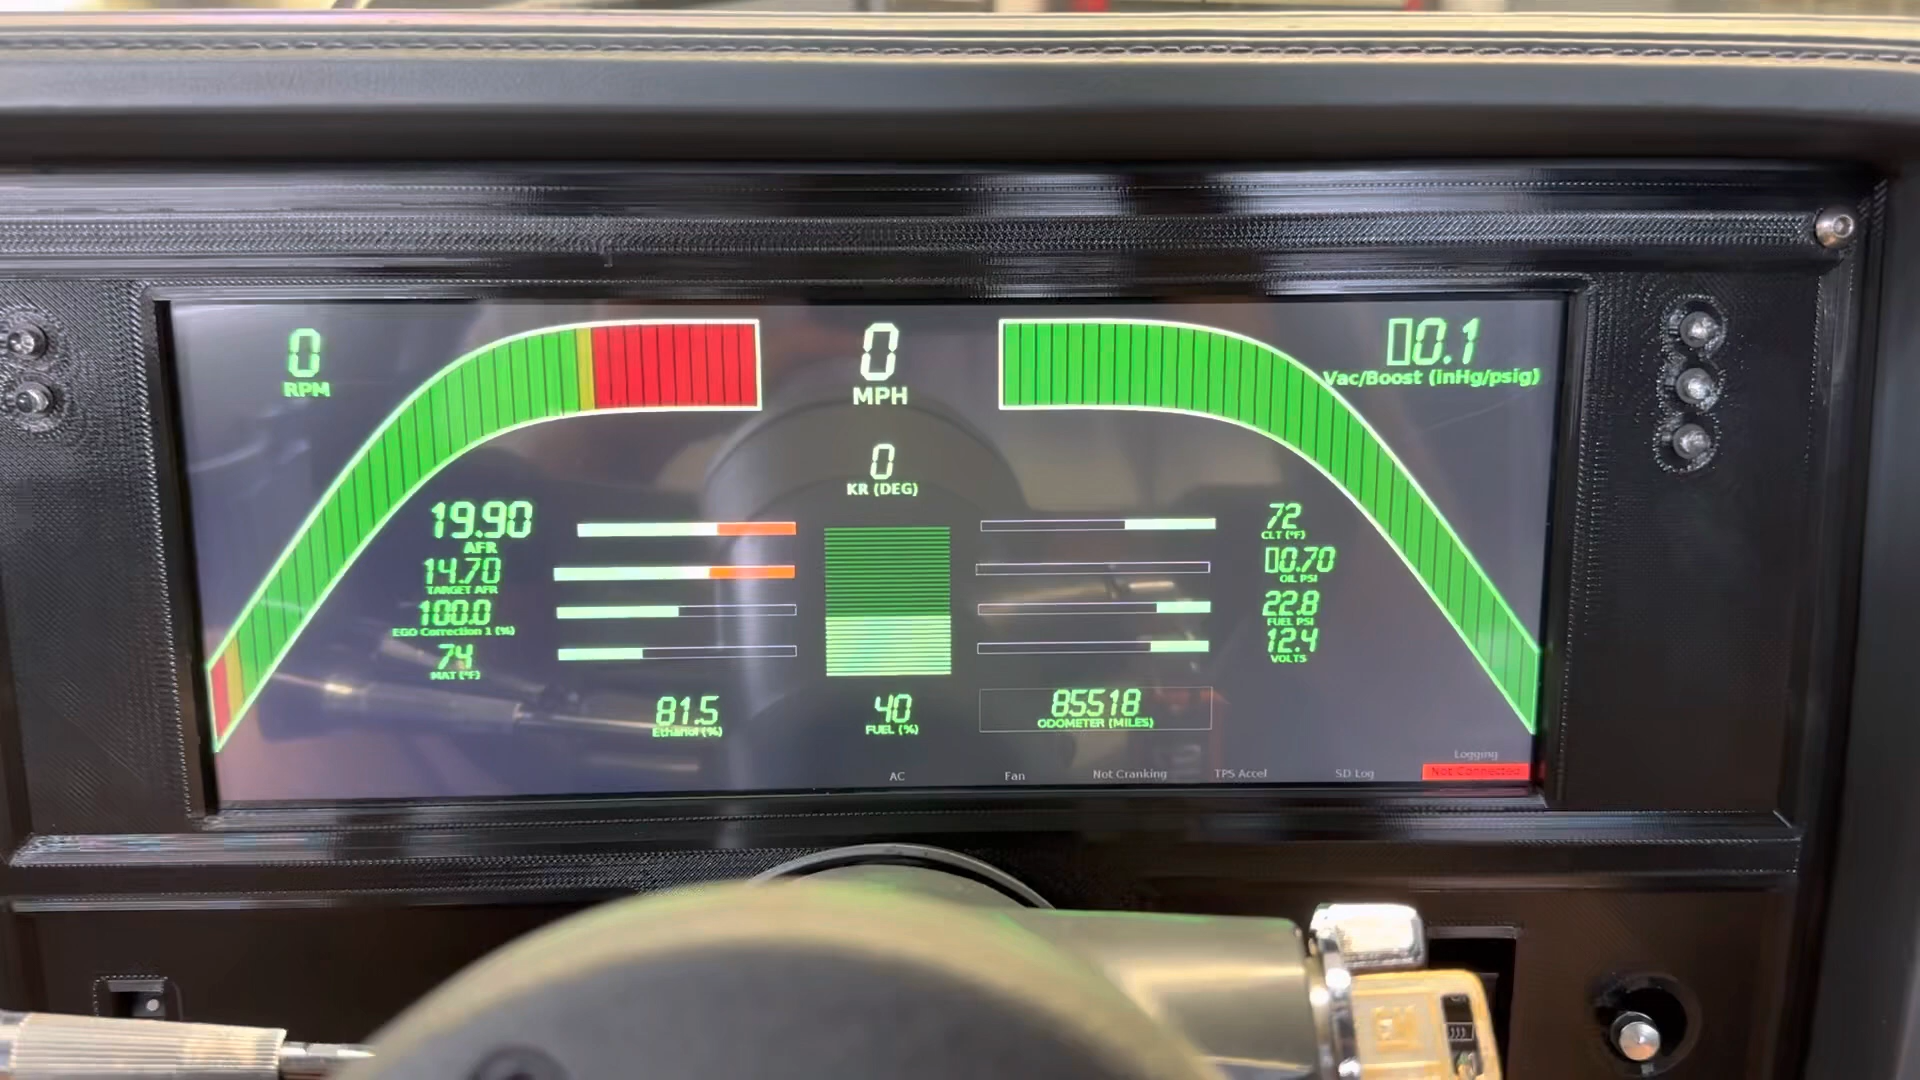 0
RPM
0
MPH
0.1
Vac/Boost (inHg/psig)
0
KR (DEG)
19.90
AFR
14.70
TARGET AFR
100.0
EGO Correction 1 (%)
74
MAT (°F)
72
CLT (°F)
0.70
OIL PSI
22.8
FUEL PSI
12.4
VOLTS
81.5
Ethanol (%)
40
FUEL (%)
85518
ODOMETER (MILES)
AC
Fan
Not Cranking
TPS Accel
SD Log
Logging
Not Connected
GM